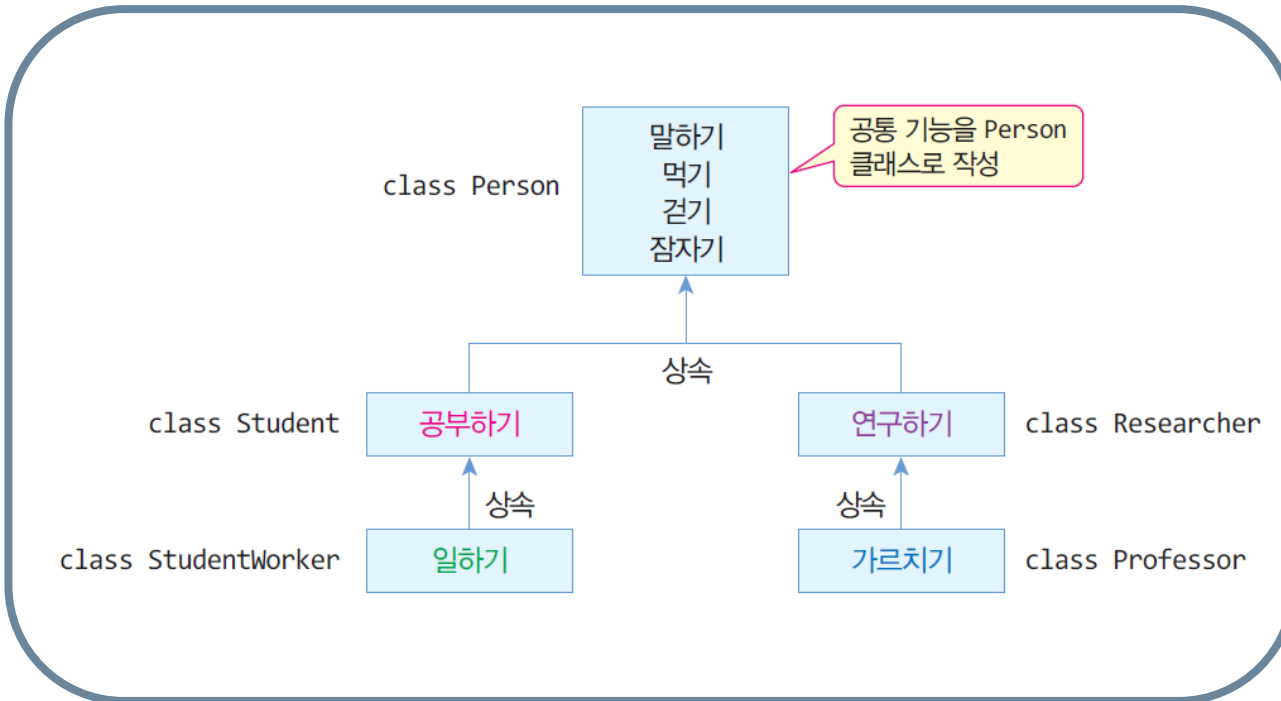 말하기
먹기
걷기
잠자기
class Person
공통 기능을 Person
클래스로 작성
상속
class Student
공부하기
연구하기
class Researcher
상속
상속
class StudentWorker
일하기
가르치기
class Professor